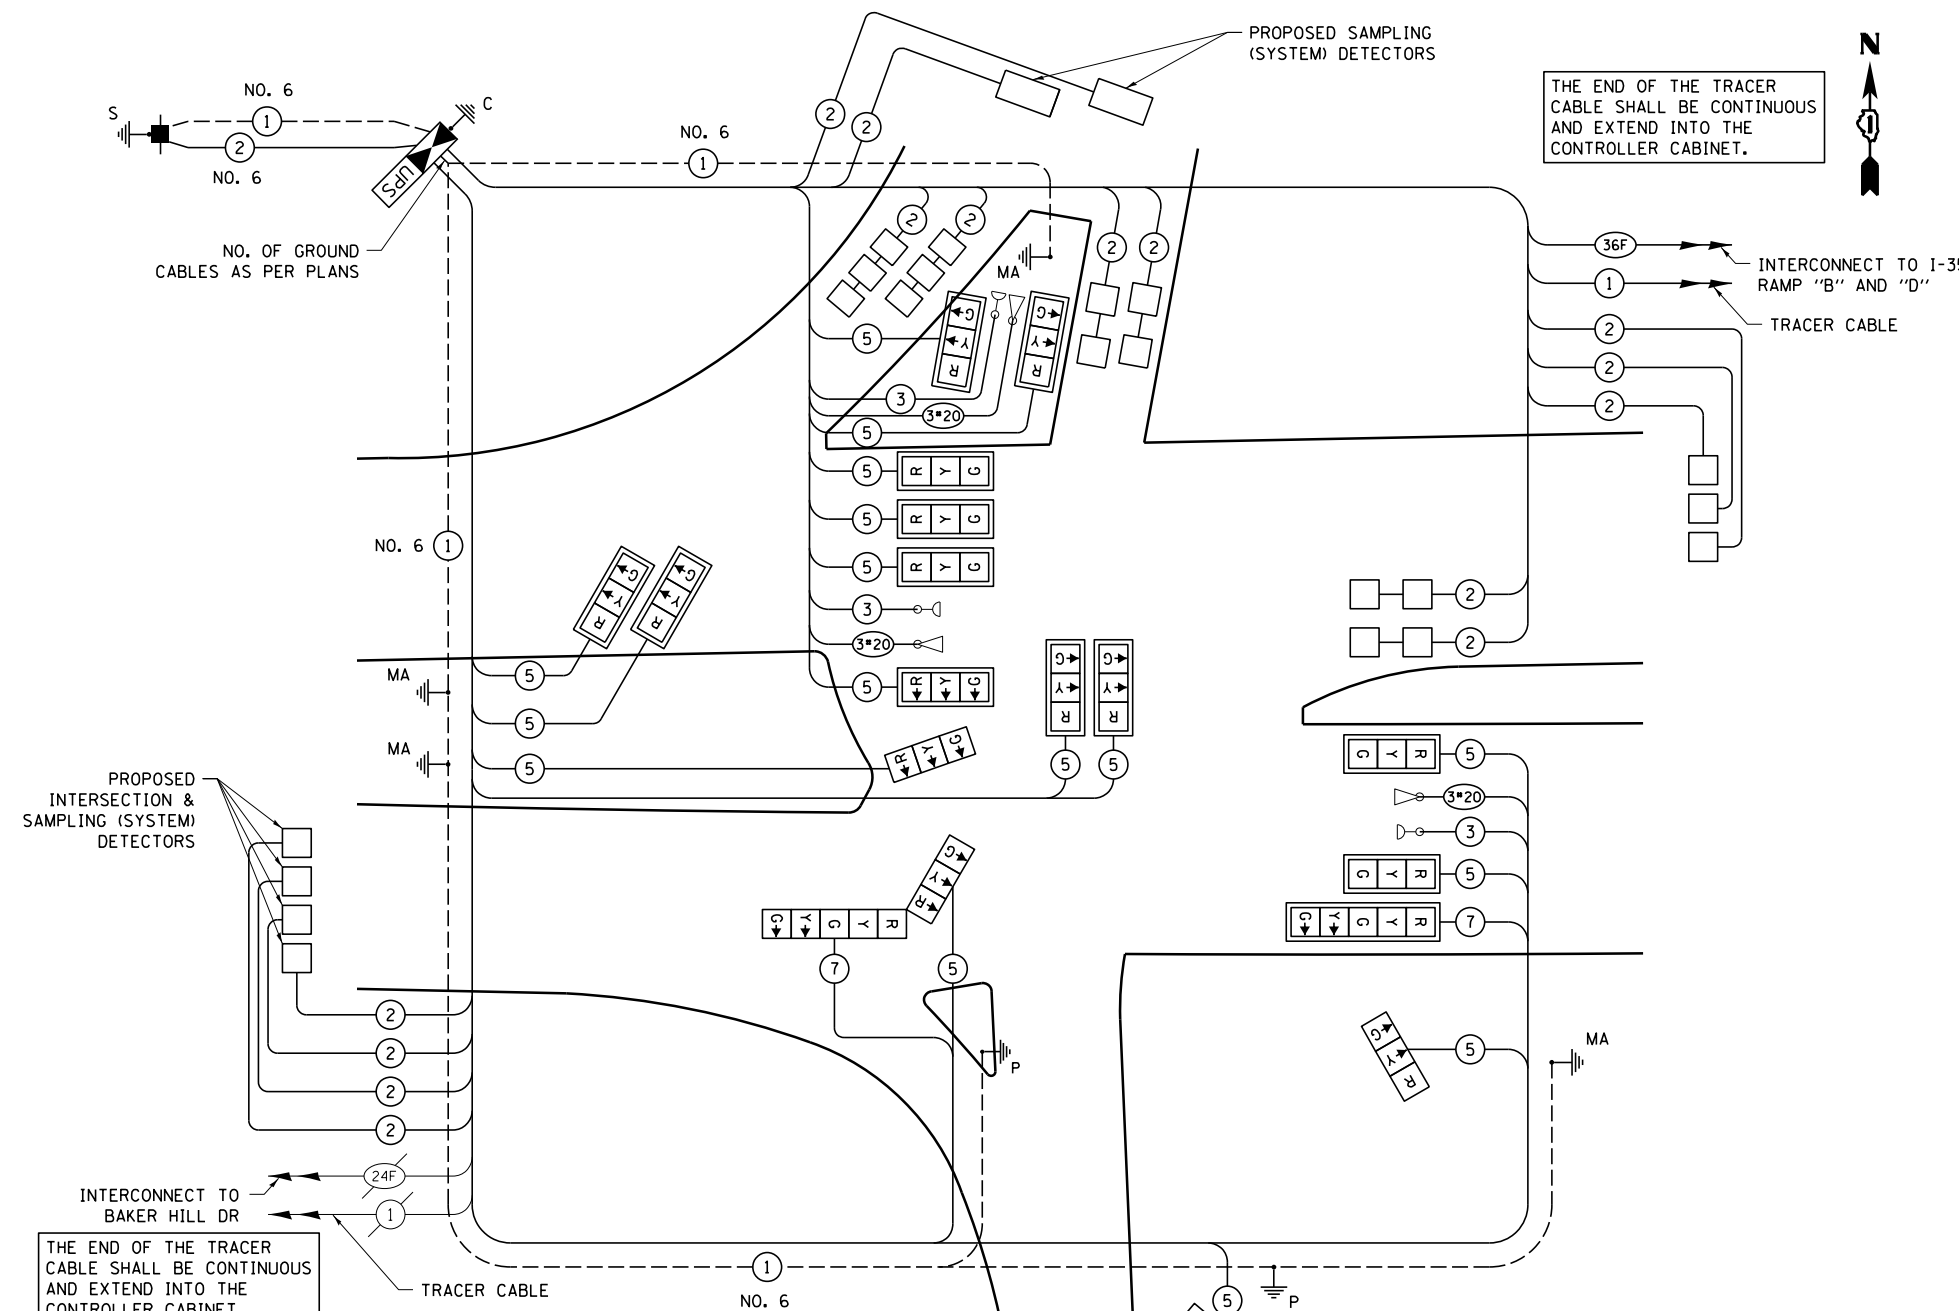 PROPOSED SAMPLING
(SYSTEM) DETECTORS
N
THE END OF THE TRACER
CABLE SHALL BE CONTINUOUS
AND EXTEND INTO THE
CONTROLLER CABINET.
NO. 6
S
1
2
NO. 6
C
UPS
NO. 6
1
2
2
NO. OF GROUND
CABLES AS PER PLANS
2
2
2
2
MA
36F
INTERCONNECT TO
RAMP "B" AND "D"
1
TRACER CABLE
2
2
2
5
G
Y
R
G
Y
R
3
3#20
5
5
R Y G
5
R Y G
5
R Y G
3
3#20
5
R Y G
NO. 6
1
G
Y
R
G
Y
R
2
2
MA
5
5
MA
5
R Y G
G
Y
R
G
Y
R
5
5
G Y R
5
3#20
3
G Y R
5
G Y G Y R
7
PROPOSED
INTERSECTION &
SAMPLING (SYSTEM)
DETECTORS
G
Y
R
G Y G Y R
7
5
2
2
2
2
P
G
Y
R
5
MA
24F
INTERCONNECT TO
BAKER HILL DR
1
THE END OF THE TRACER
CABLE SHALL BE CONTINUOUS
AND EXTEND INTO THE
CONTROLLER CABINET
TRACER CABLE
1
NO. 6
5
P